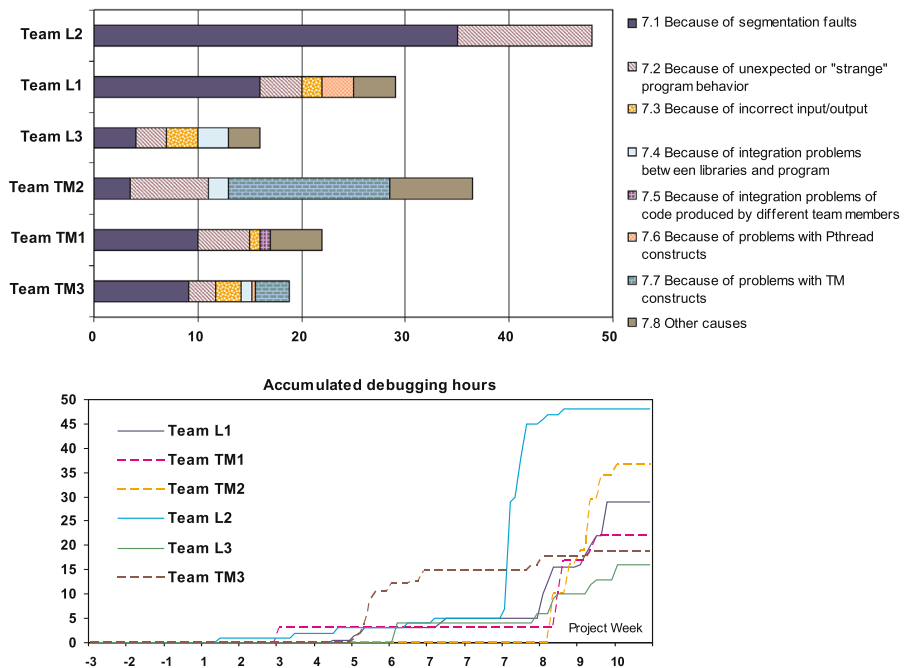 Team L2
Team L1
Team L3
Team TM2
Team TM1
Team TM3
0 10 20 30 40 50
7.1 Because of segmentation faults
7.2 Because of unexpected or "strange"
program behavior
7.3 Because of incorrect input/output
7.4 Because of integration problems
between libraries and program
7.5 Because of integration problems of
code produced by different team members
7.6 Because of problems with Pthread
constructs
7.7 Because of problems with TM
constructs
7.8 Other causes
Accumulated debugging hours
50
45
40
35
30
25
20
15
10
5
0
Team L1
Team TM1
Team TM2
Team L2
Team L3
Team TM3
Project Week
-3 -2 -1 1 2 3 4 5 6 7 7 7 8 9 10